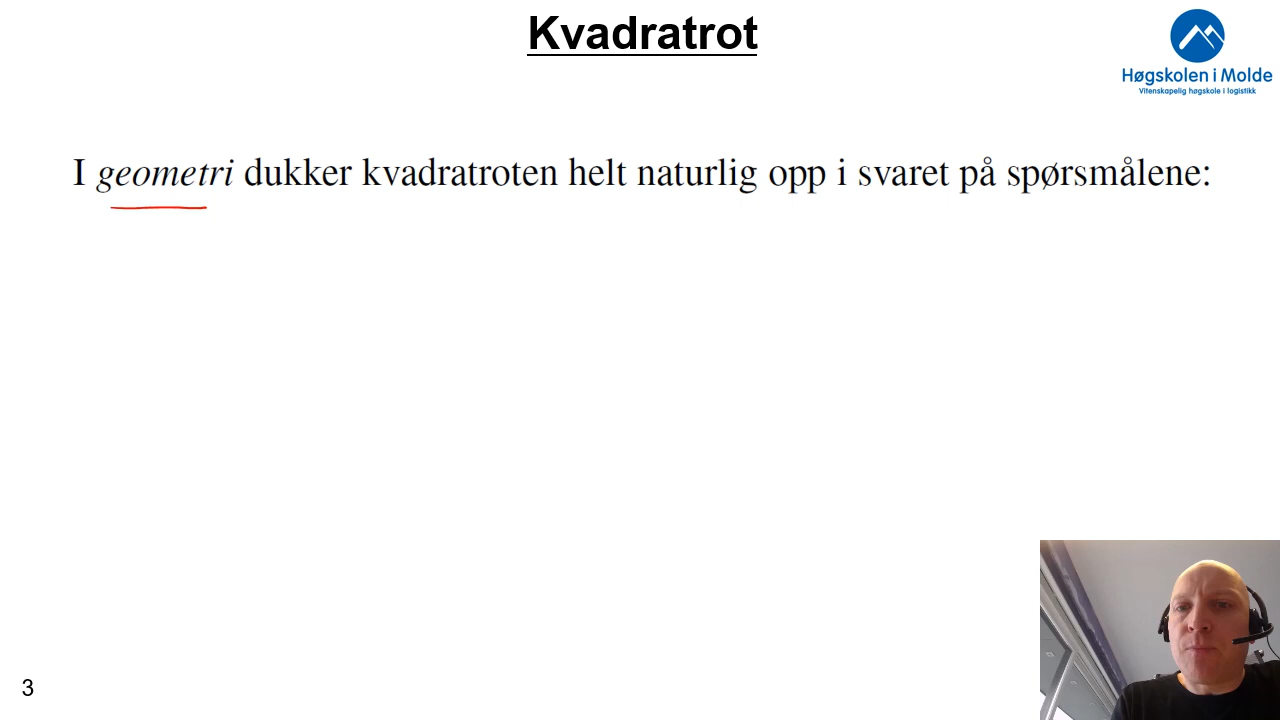 Kvadratrot
Høgskolen i Molde
Vitenskapelig høgskole i logistikk
I geometri dukker kvadratroten helt naturlig opp i svaret på spørsmålene:
3